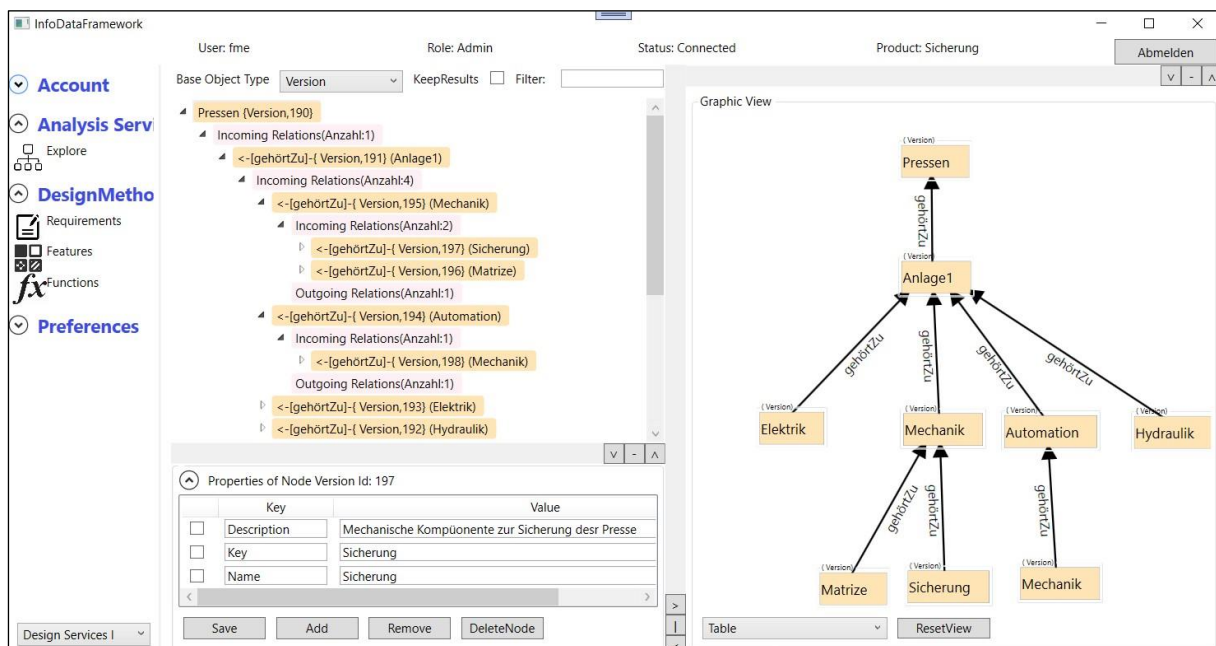 InfoDataFramework
User: fme Role: Admin Status: Connected Product: Sicherung Abmelden
Account
Analysis Servi
Explore
DesignMetho
Requirements
Features
fx Functions
Preferences
Design Services I
Base Object Type Version KeepResults Filter:
Pressen {Version,190}
Incoming Relations(Anzahl:1)
<-[gehörtZu]-{ Version,191} (Anlage1)
Incoming Relations(Anzahl:4)
<-[gehörtZu]-{ Version,195} (Mechanik)
Incoming Relations(Anzahl:2)
<-[gehörtZu]-{ Version,197} (Sicherung)
<-[gehörtZu]-{ Version,196} (Matrize)
Outgoing Relations(Anzahl:1)
<-[gehörtZu]-{ Version,194} (Automation)
Incoming Relations(Anzahl:1)
<-[gehörtZu]-{ Version,198} (Mechanik)
Outgoing Relations(Anzahl:1)
<-[gehörtZu]-{ Version,193} (Elektrik)
<-[gehörtZu]-{ Version,192} (Hydraulik)
Properties of Node Version Id: 197
Key Value
Description Mechanische Kompüonente zur Sicherung desr Presse
Key Sicherung
Name Sicherung
Save Add Remove DeleteNode
Graphic View
( Version)
Pressen
gehörtZu
( Version)
Anlage1
gehörtZu gehörtZu gehörtZu gehörtZu
( Version) ( Version) ( Version) ( Version)
Elektrik Mechanik Automation Hydraulik
gehörtZu gehörtZu gehörtZu
( Version) ( Version) ( Version)
Matrize Sicherung Mechanik
Table ResetView